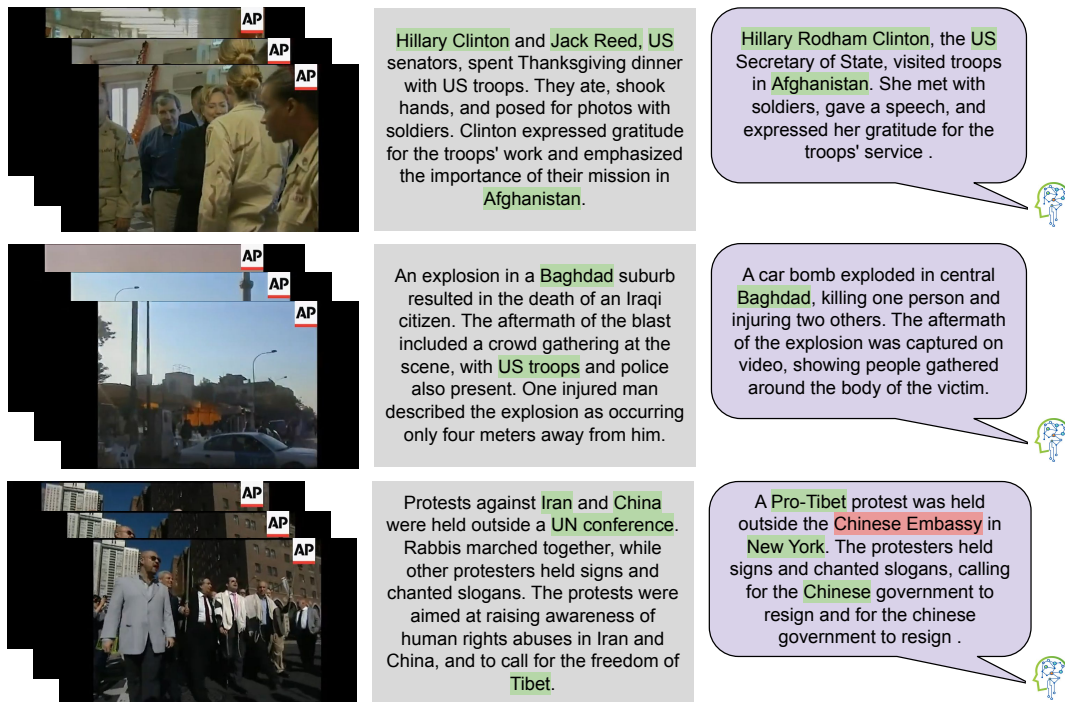 AP
AP
AP
Hillary Clinton and Jack Reed, US
senators, spent Thanksgiving dinner
with US troops. They ate, shook
hands, and posed for photos with
soldiers. Clinton expressed gratitude
for the troops' work and emphasized
the importance of their mission in
Afghanistan.
Hillary Rodham Clinton, the US
Secretary of State, visited troops
in Afghanistan. She met with
soldiers, gave a speech, and
expressed her gratitude for the
troops' service .
AP
AP
AP
An explosion in a Baghdad suburb
resulted in the death of an Iraqi
citizen. The aftermath of the blast
included a crowd gathering at the
scene, with US troops and police
also present. One injured man
described the explosion as occurring
only four meters away from him.
A car bomb exploded in central
Baghdad, killing one person and
injuring two others. The aftermath
of the explosion was captured on
video, showing people gathered
around the body of the victim.
AP
AP
AP
Protests against Iran and China
were held outside a UN conference.
Rabbis marched together, while
other protesters held signs and
chanted slogans. The protests were
aimed at raising awareness of
human rights abuses in Iran and
China, and to call for the freedom of
Tibet.
A Pro-Tibet protest was held
outside the Chinese Embassy in
New York. The protesters held
signs and chanted slogans, calling
for the Chinese government to
resign and for the chinese
government to resign .